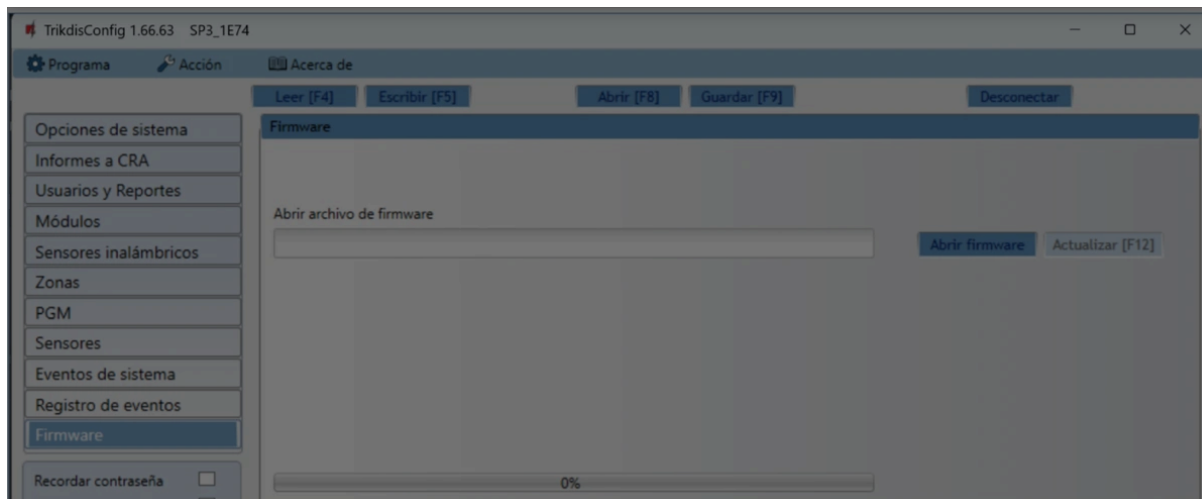 TrikdisConfig 1.66.63 SP3_1E74
Programa Acción Acerca de
Leer [F4] Escribir [F5] Abrir [F8] Guardar [F9] Desconectar
Opciones de sistema
Informes a CRA
Usuarios y Reportes
Módulos
Sensores inalámbricos
Zonas
PGM
Sensores
Eventos de sistema
Registro de eventos
Firmware
Recordar contraseña
Firmware
Abrir archivo de firmware
Abrir firmware Actualizar [F12]
0%